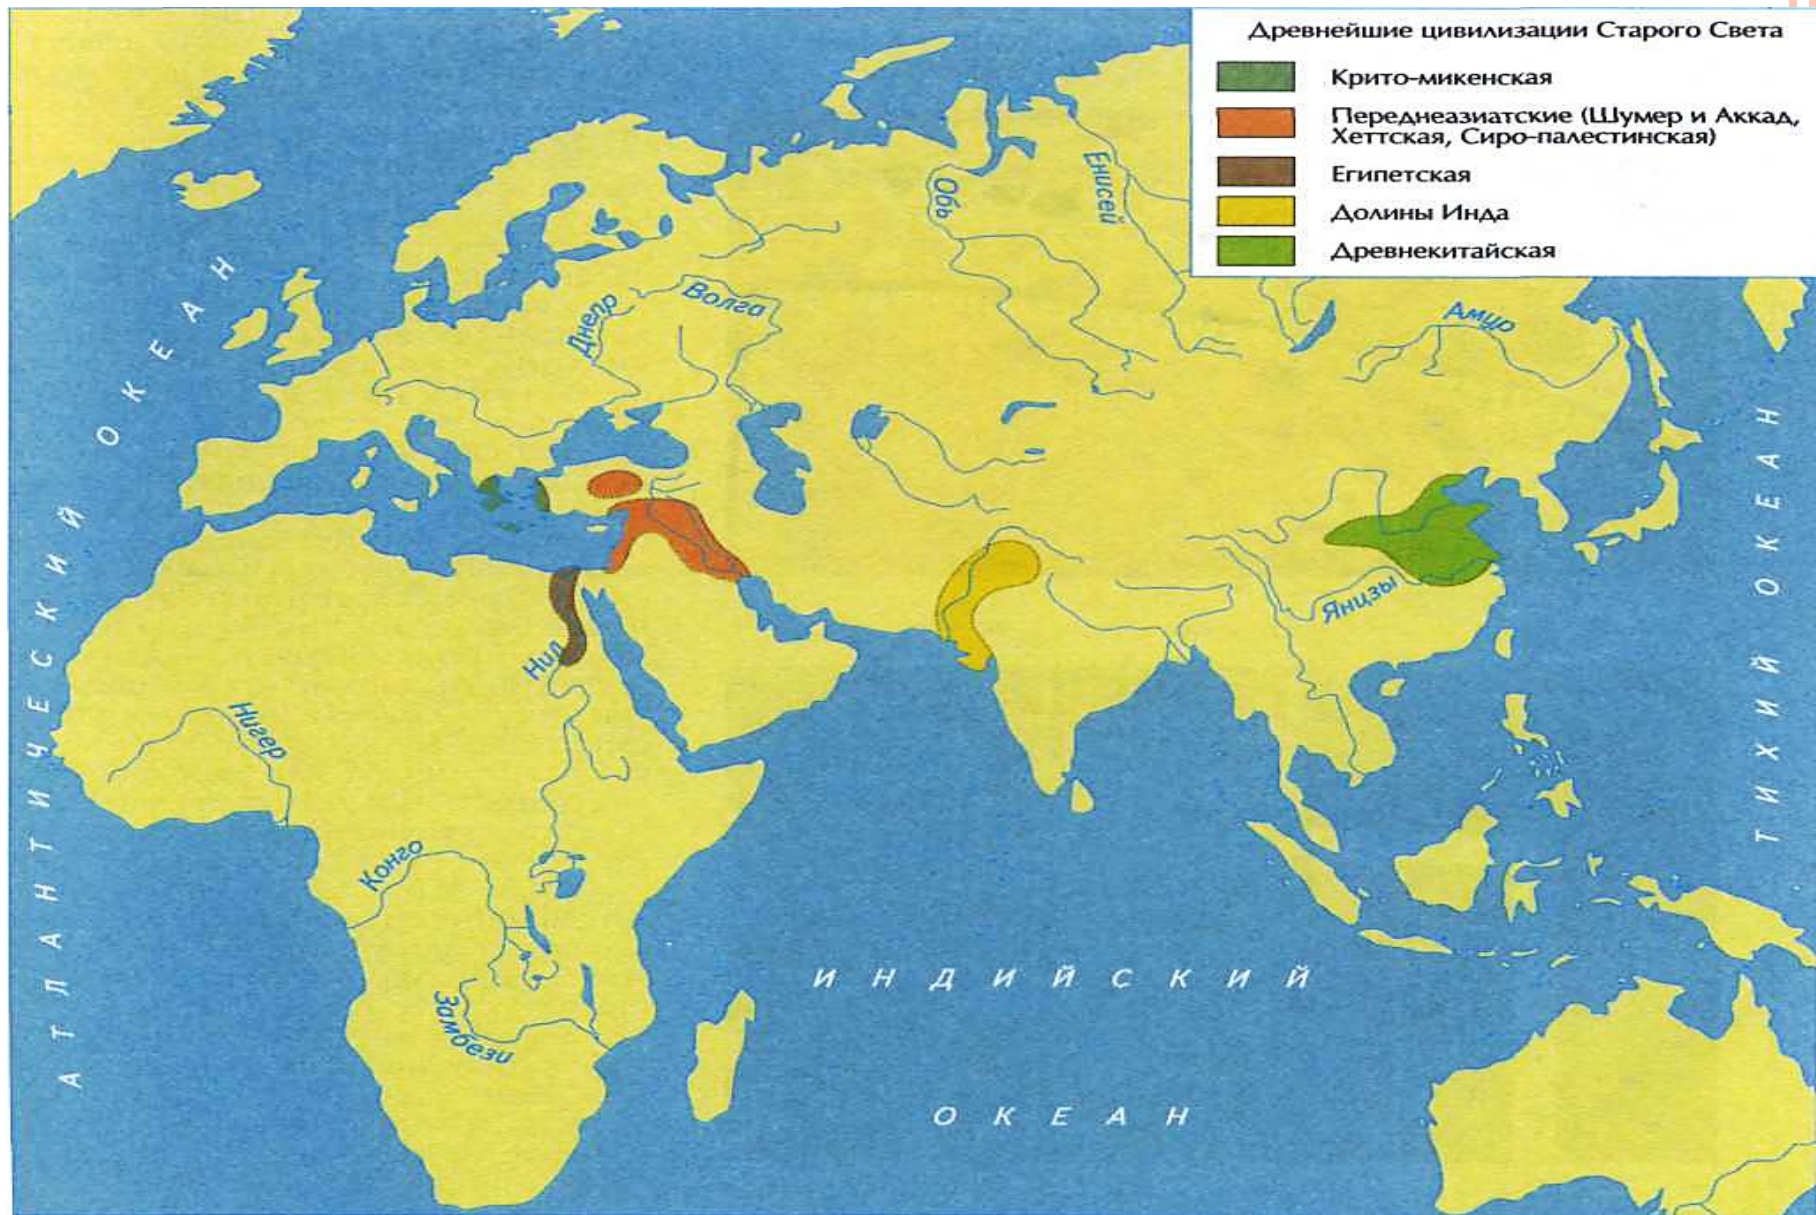 Древнейшие цивилизации Старого Света
Крито-микенская
Переднеазиатские (Шумер и Аккад,
Хеттская, Сиро-палестинская)
Египетская
Долины Инда
Древнекитайская
АТЛАНТИЧЕСКИЙ ОКЕАН
Обь
Енисей
Волга
Днепр
Амур
Янцзы
Нил
Нигер
Конго
Замбези
ИНДИЙСКИЙ
ОКЕАН
ТИХИЙ ОКЕАН